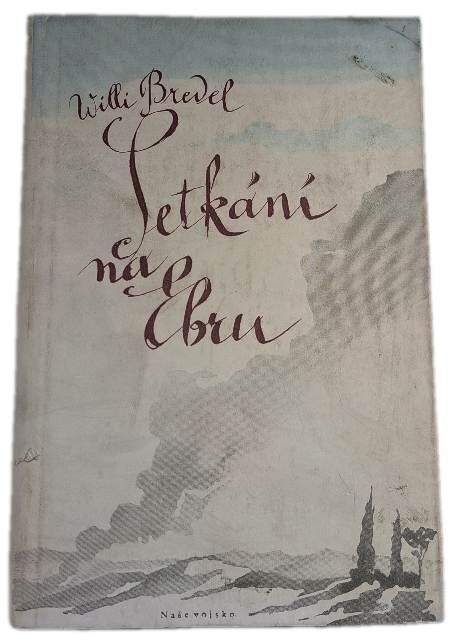 Willi Bredel
Setkání
na
Ebru
Naše vojsko